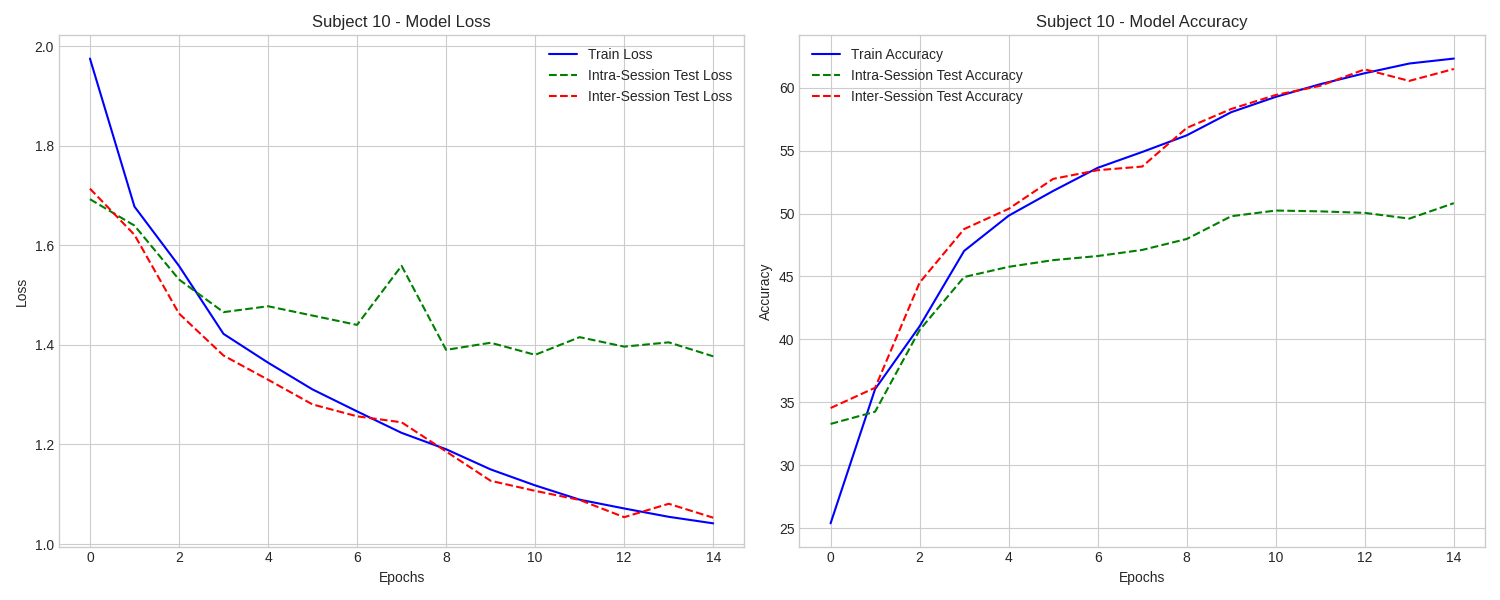 Subject 10 - Model Loss
2.0
1.8
1.6
1.4
1.2
1.0
Loss
Train Loss
Intra-Session Test Loss
Inter-Session Test Loss
0 2 4 6 8 10 12 14
Epochs
Subject 10 - Model Accuracy
60
55
50
45
40
35
30
25
Accuracy
Train Accuracy
Intra-Session Test Accuracy
Inter-Session Test Accuracy
0 2 4 6 8 10 12 14
Epochs